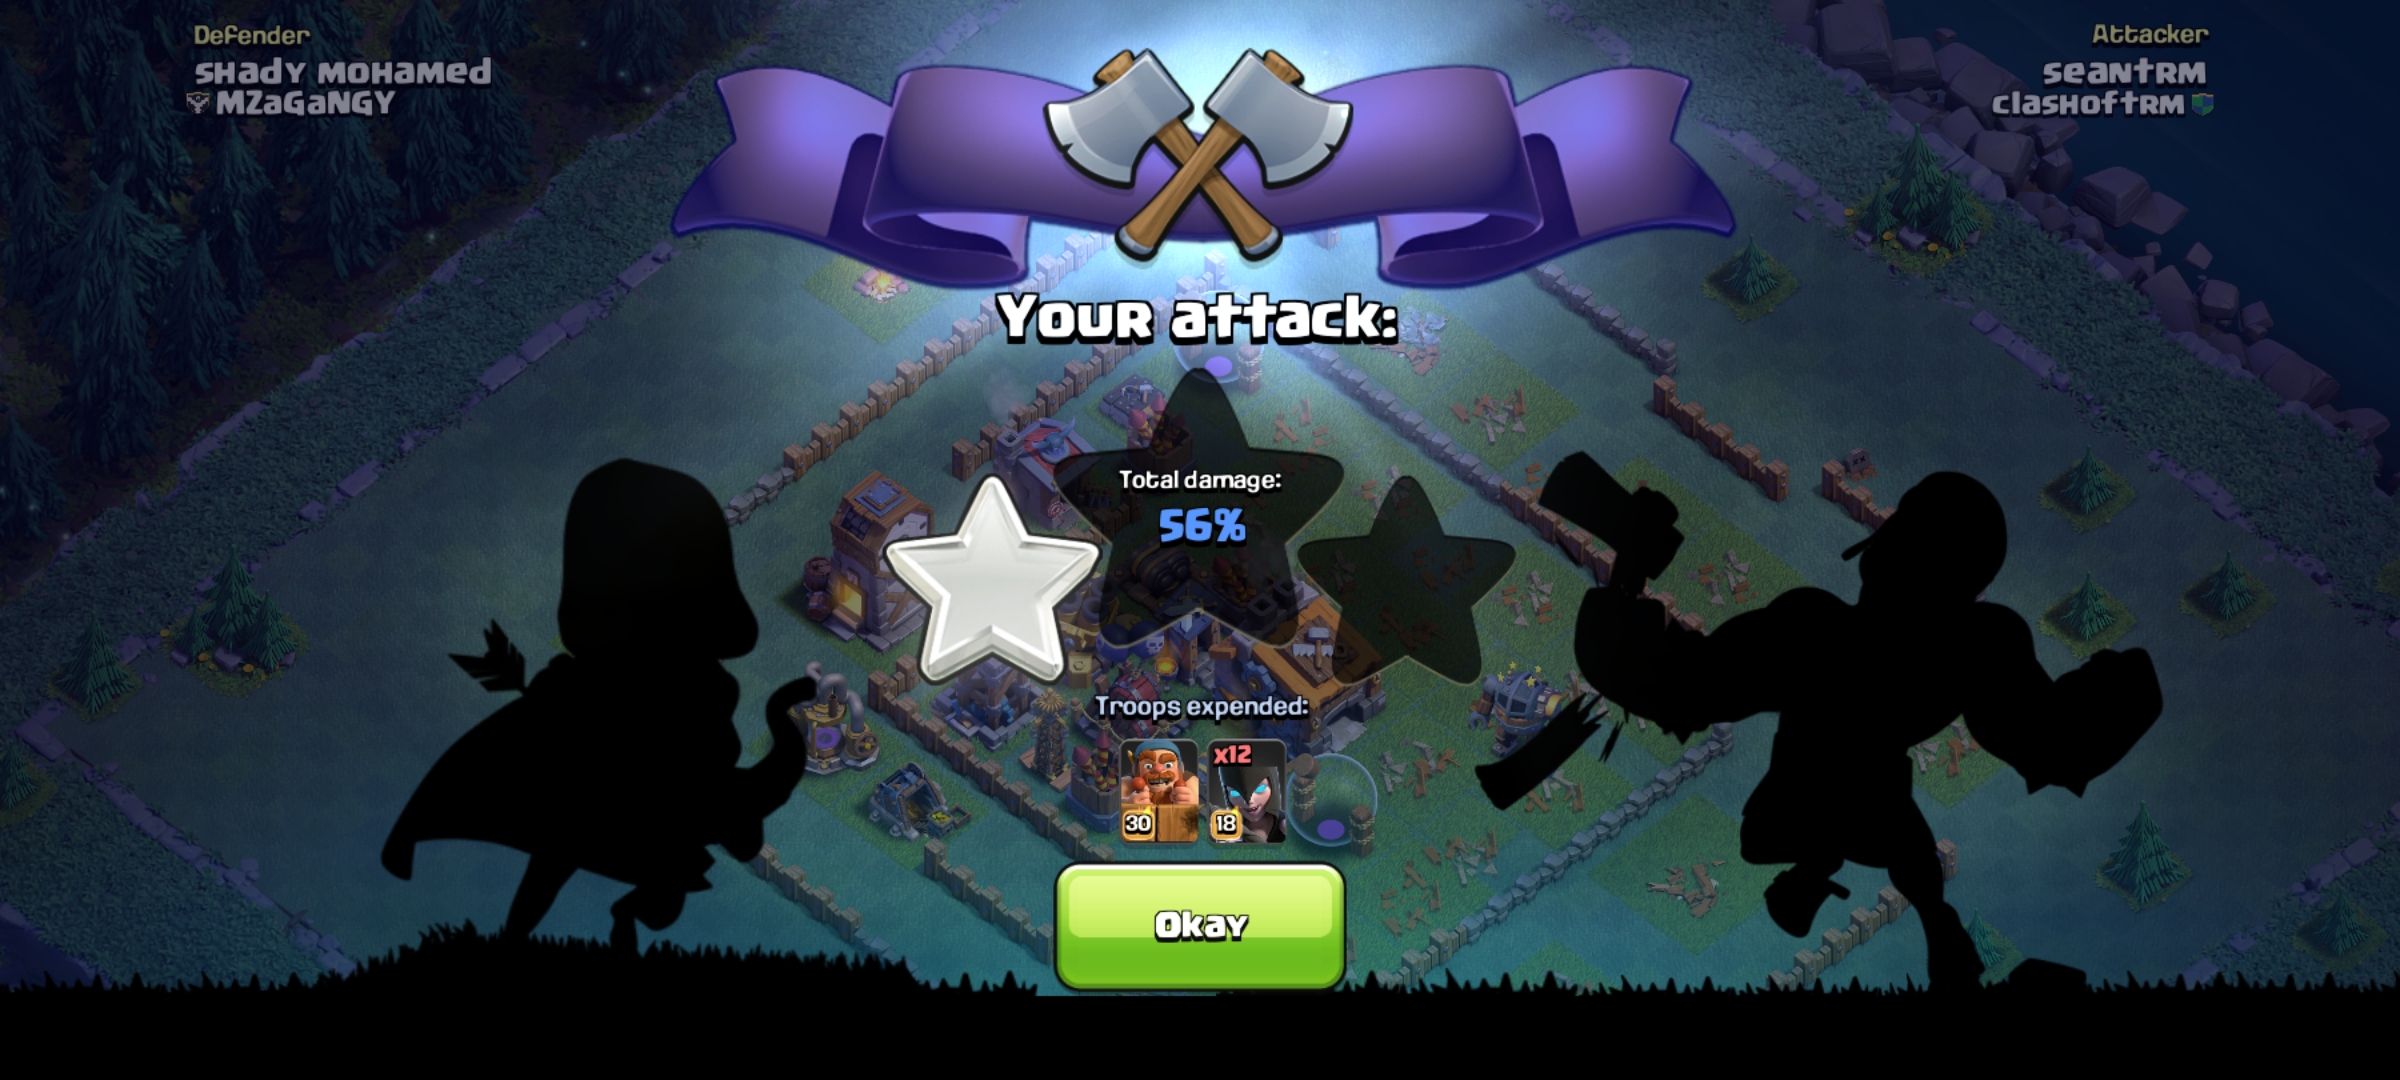 Defender
shady mohamed
MZaGaNGY
Attacker
seantrm
clashoftrm
Your attack:
Total damage:
56%
Troops expended:
x12
30
18
Okay